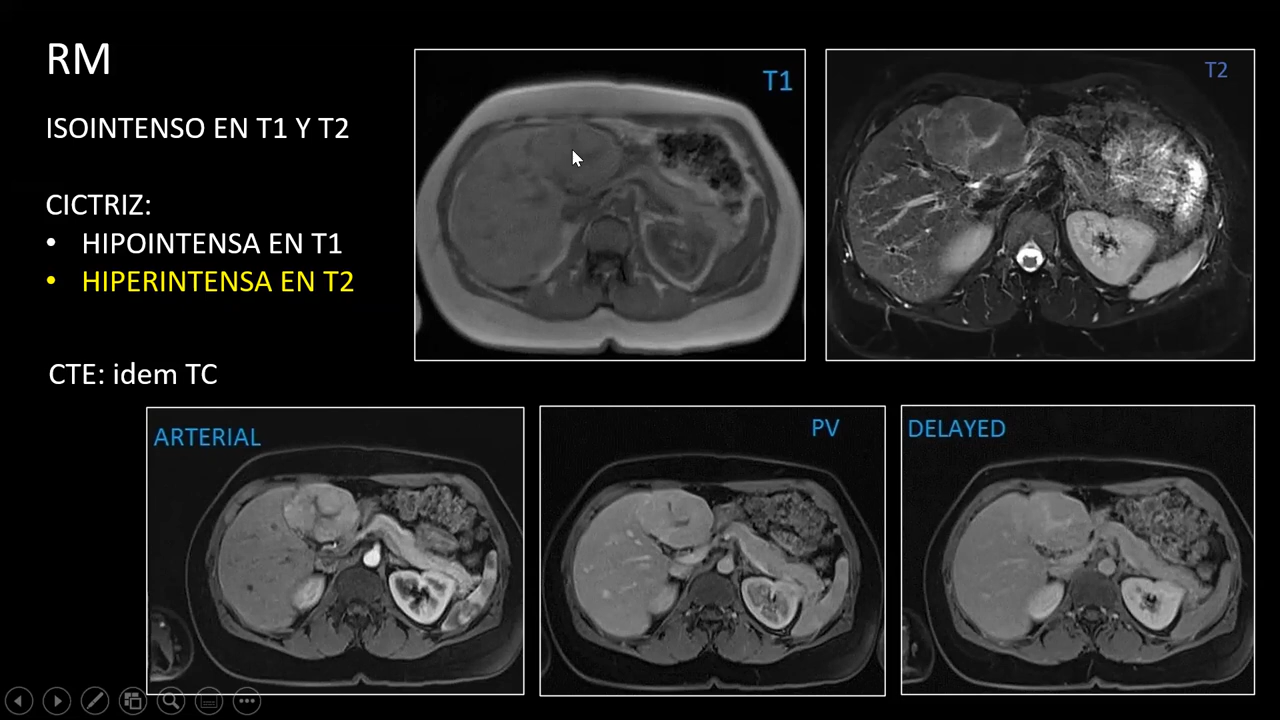 RM
ISOINTENSO EN T1 Y T2
CICTRIZ:
• HIPOINTENSA EN T1
• HIPERINTENSA EN T2
CTE: idem TC
T1
T2
ARTERIAL
PV
DELAYED